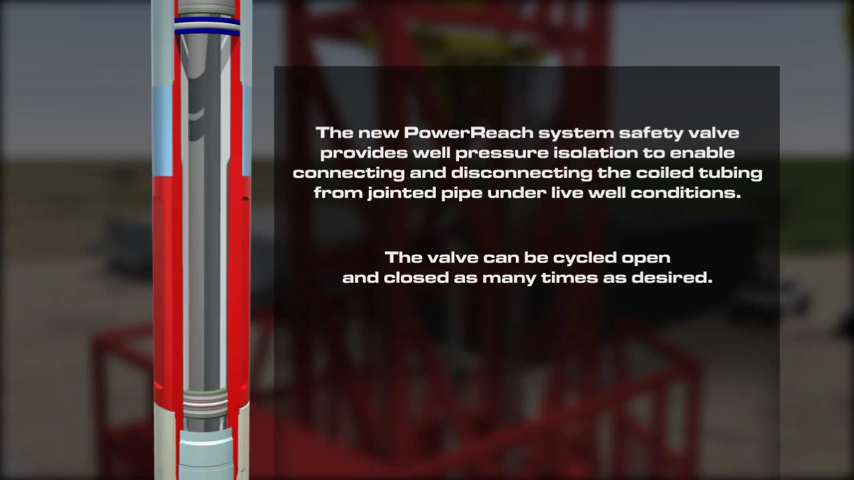 The new PowerReach system safety valve
provides well pressure isolation to enable
connecting and disconnecting the coiled tubing
from jointed pipe under live well conditions.
The valve can be cycled open
and closed as many times as desired.